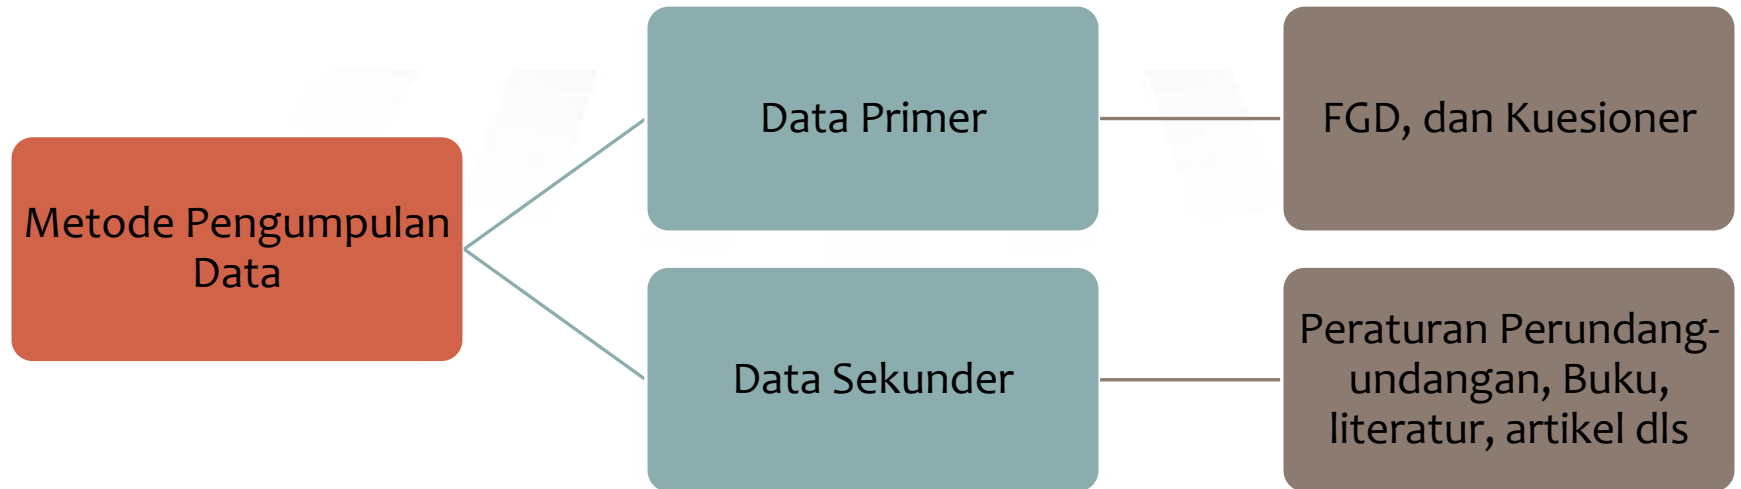 Metode Pengumpulan
Data
Data Primer
FGD, dan Kuesioner
Data Sekunder
Peraturan Perundang-
undangan, Buku,
literatur, artikel dls